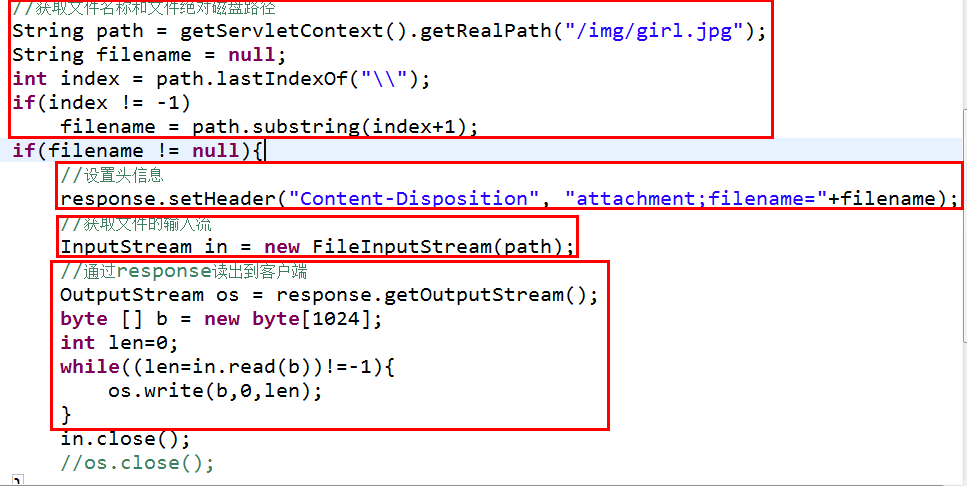 //获取文件名称和文件绝对磁盘路径
String path = getServletContext().getRealPath("/img/girl.jpg");
String filename = null;
int index = path.lastIndexOf("\\");
if(index != -1)
    filename = path.substring(index+1);
if(filename != null){
    //设置头信息
    response.setHeader("Content-Disposition", "attachment;filename="+filename);
    //获取文件的输入流
    InputStream in = new FileInputStream(path);
    //通过response读出到客户端
    OutputStream os = response.getOutputStream();
    byte [] b = new byte[1024];
    int len=0;
    while((len=in.read(b))!=-1){
        os.write(b,0,len);
    }
    in.close();
    //os.close();
}